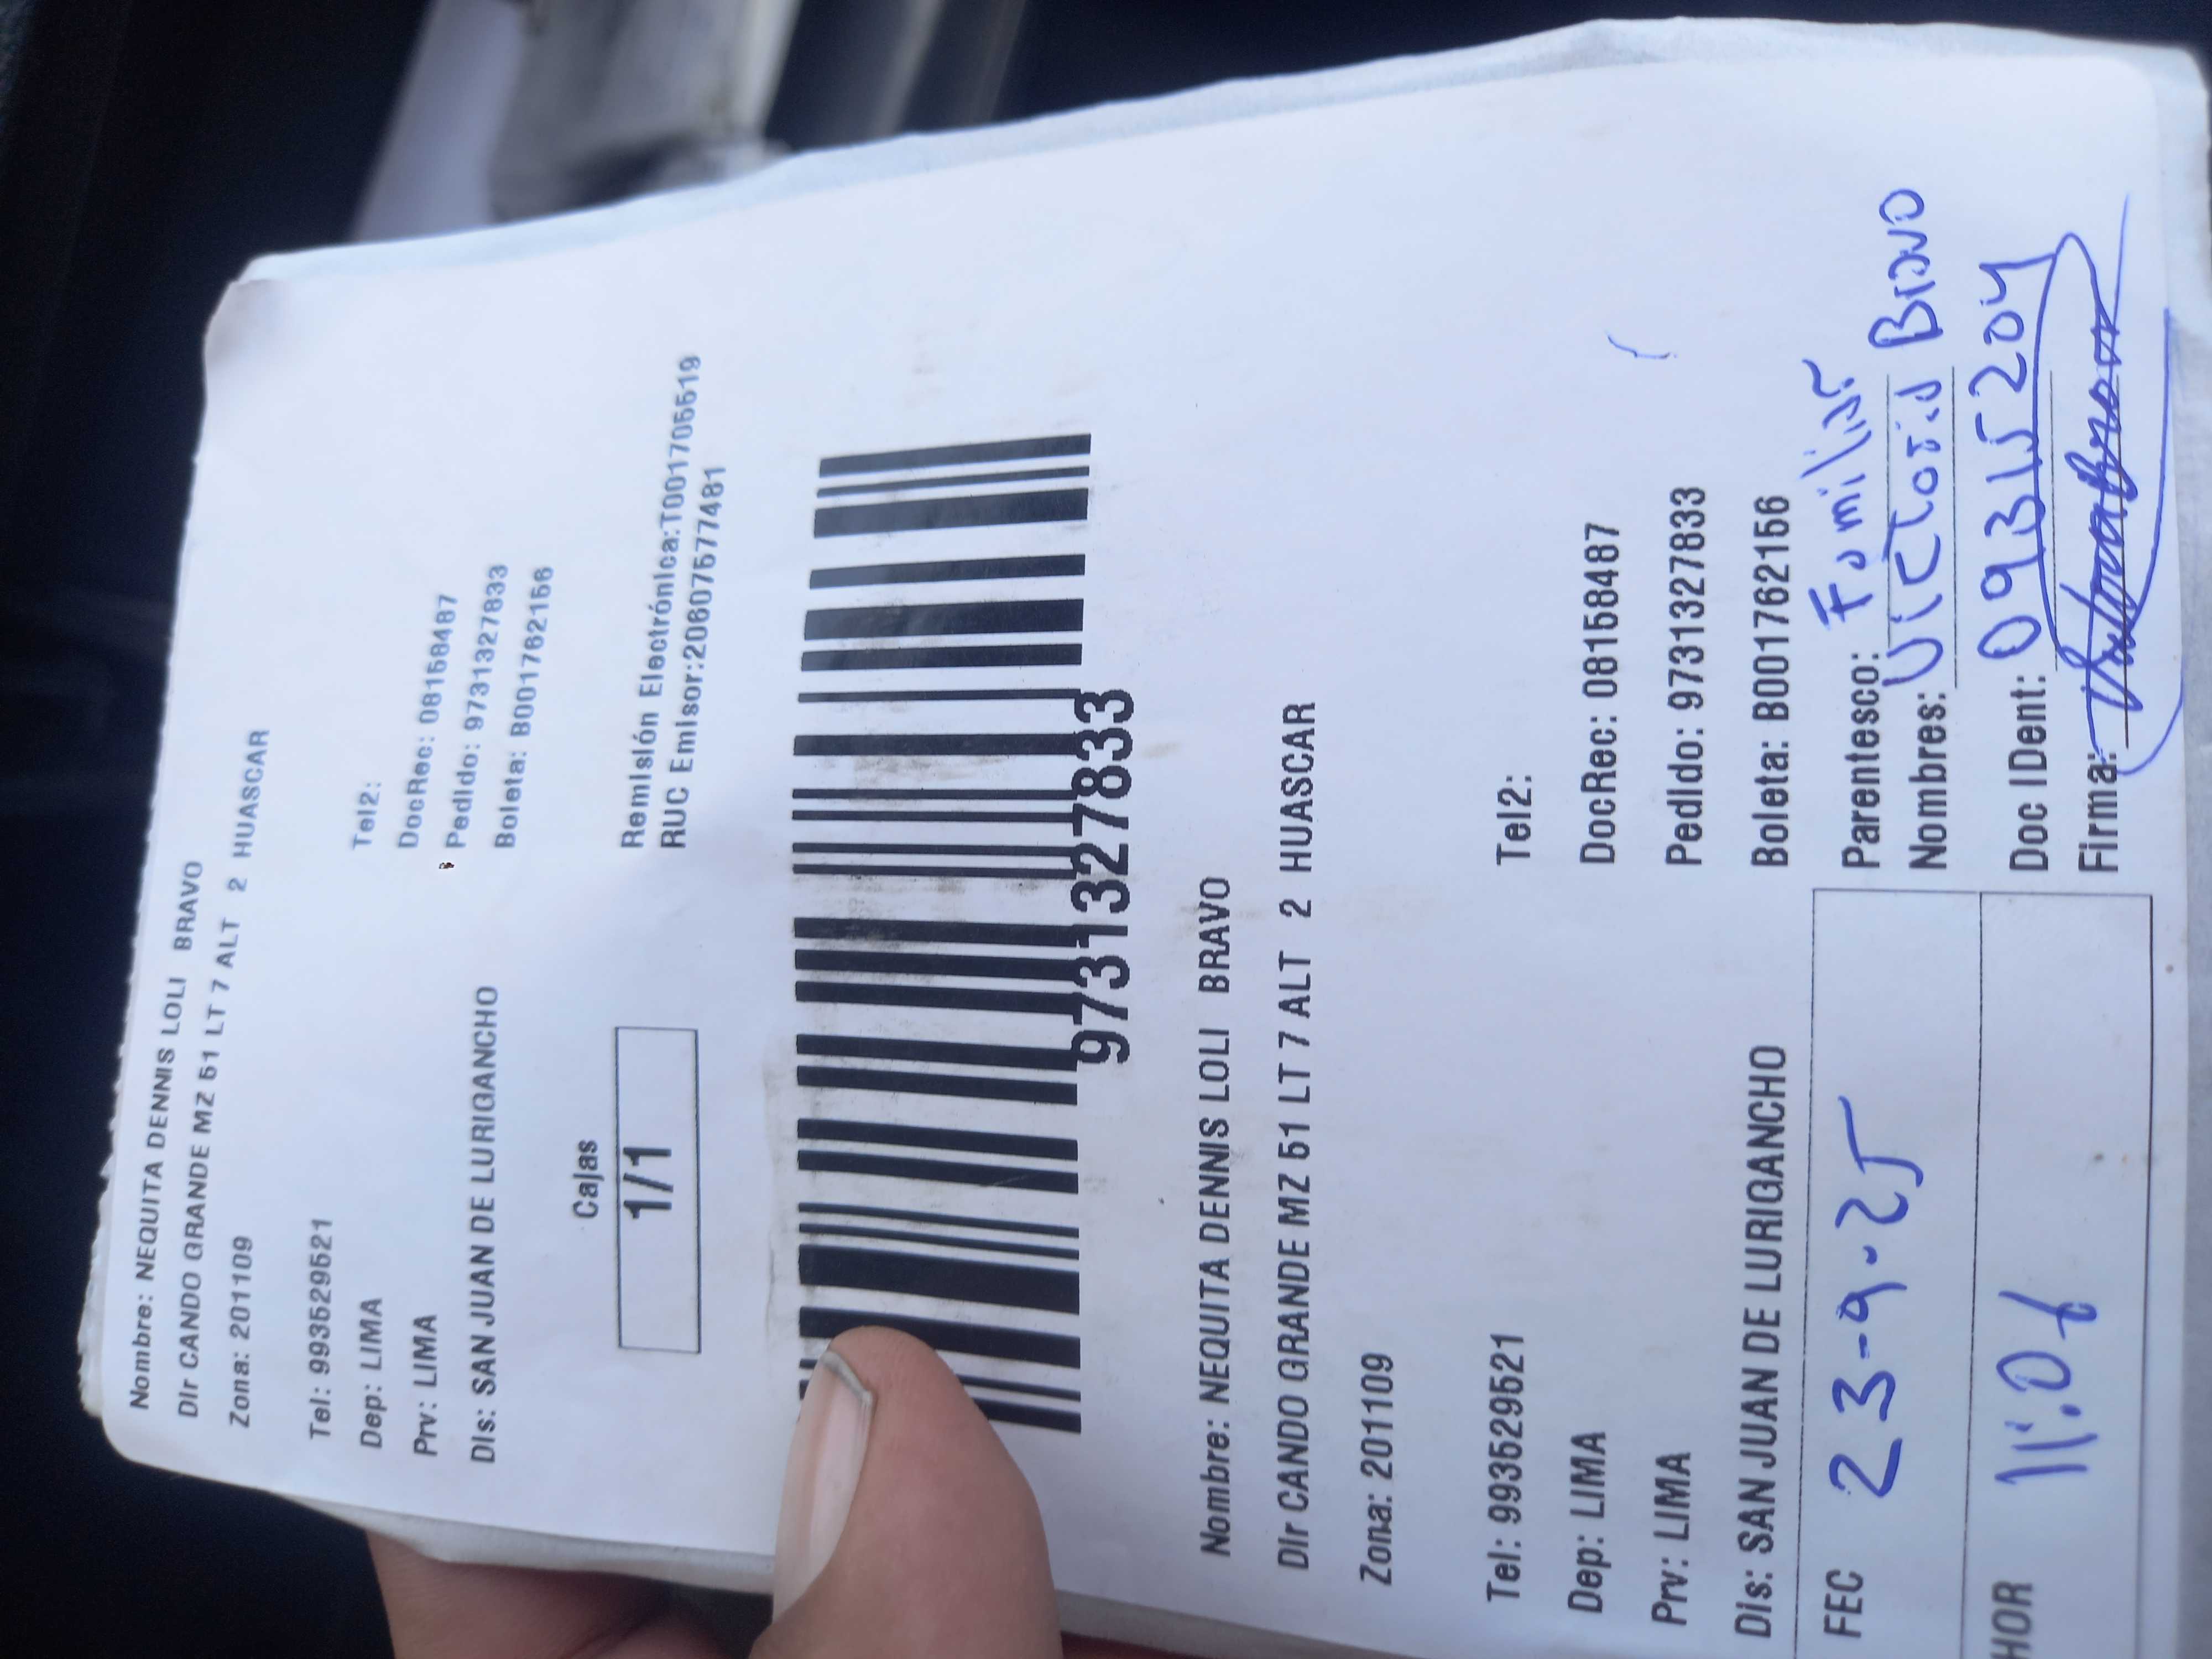 Nombre: NEQUITA DENNIS LOLI BRAVO
DIr CANDO GRANDE MZ 51 LT 7 ALT 2 HUASCAR
Zona: 201109
Tel: 993529521
Tel2:
Dep: LIMA
DocRec: 08158487
Prv: LIMA
Pedido: 97313278​33
DIs: SAN JUAN DE LURIGANCHO
Boleta: B001762156
Cajas
1/1
Remisión Electrónica:T001705519
RUC Emisor:20607577481
9731327833
Nombre: NEQUITA DENNIS LOLI BRAVO
DIr CANDO GRANDE MZ 51 LT 7 ALT 2 HUASCAR
Zona: 201109
Tel: 993529521
Tel2:
Dep: LIMA
DocRec: 08158487
Prv: LIMA
Pedido: 9731327833
DIs: SAN JUAN DE LURIGANCHO
Boleta: B001762156
FEC 23-9-25
Parentesco: Familiar
Nombres: Victoria Bravo
HOR 11:06
Doc IDent: 09315204
Firma: